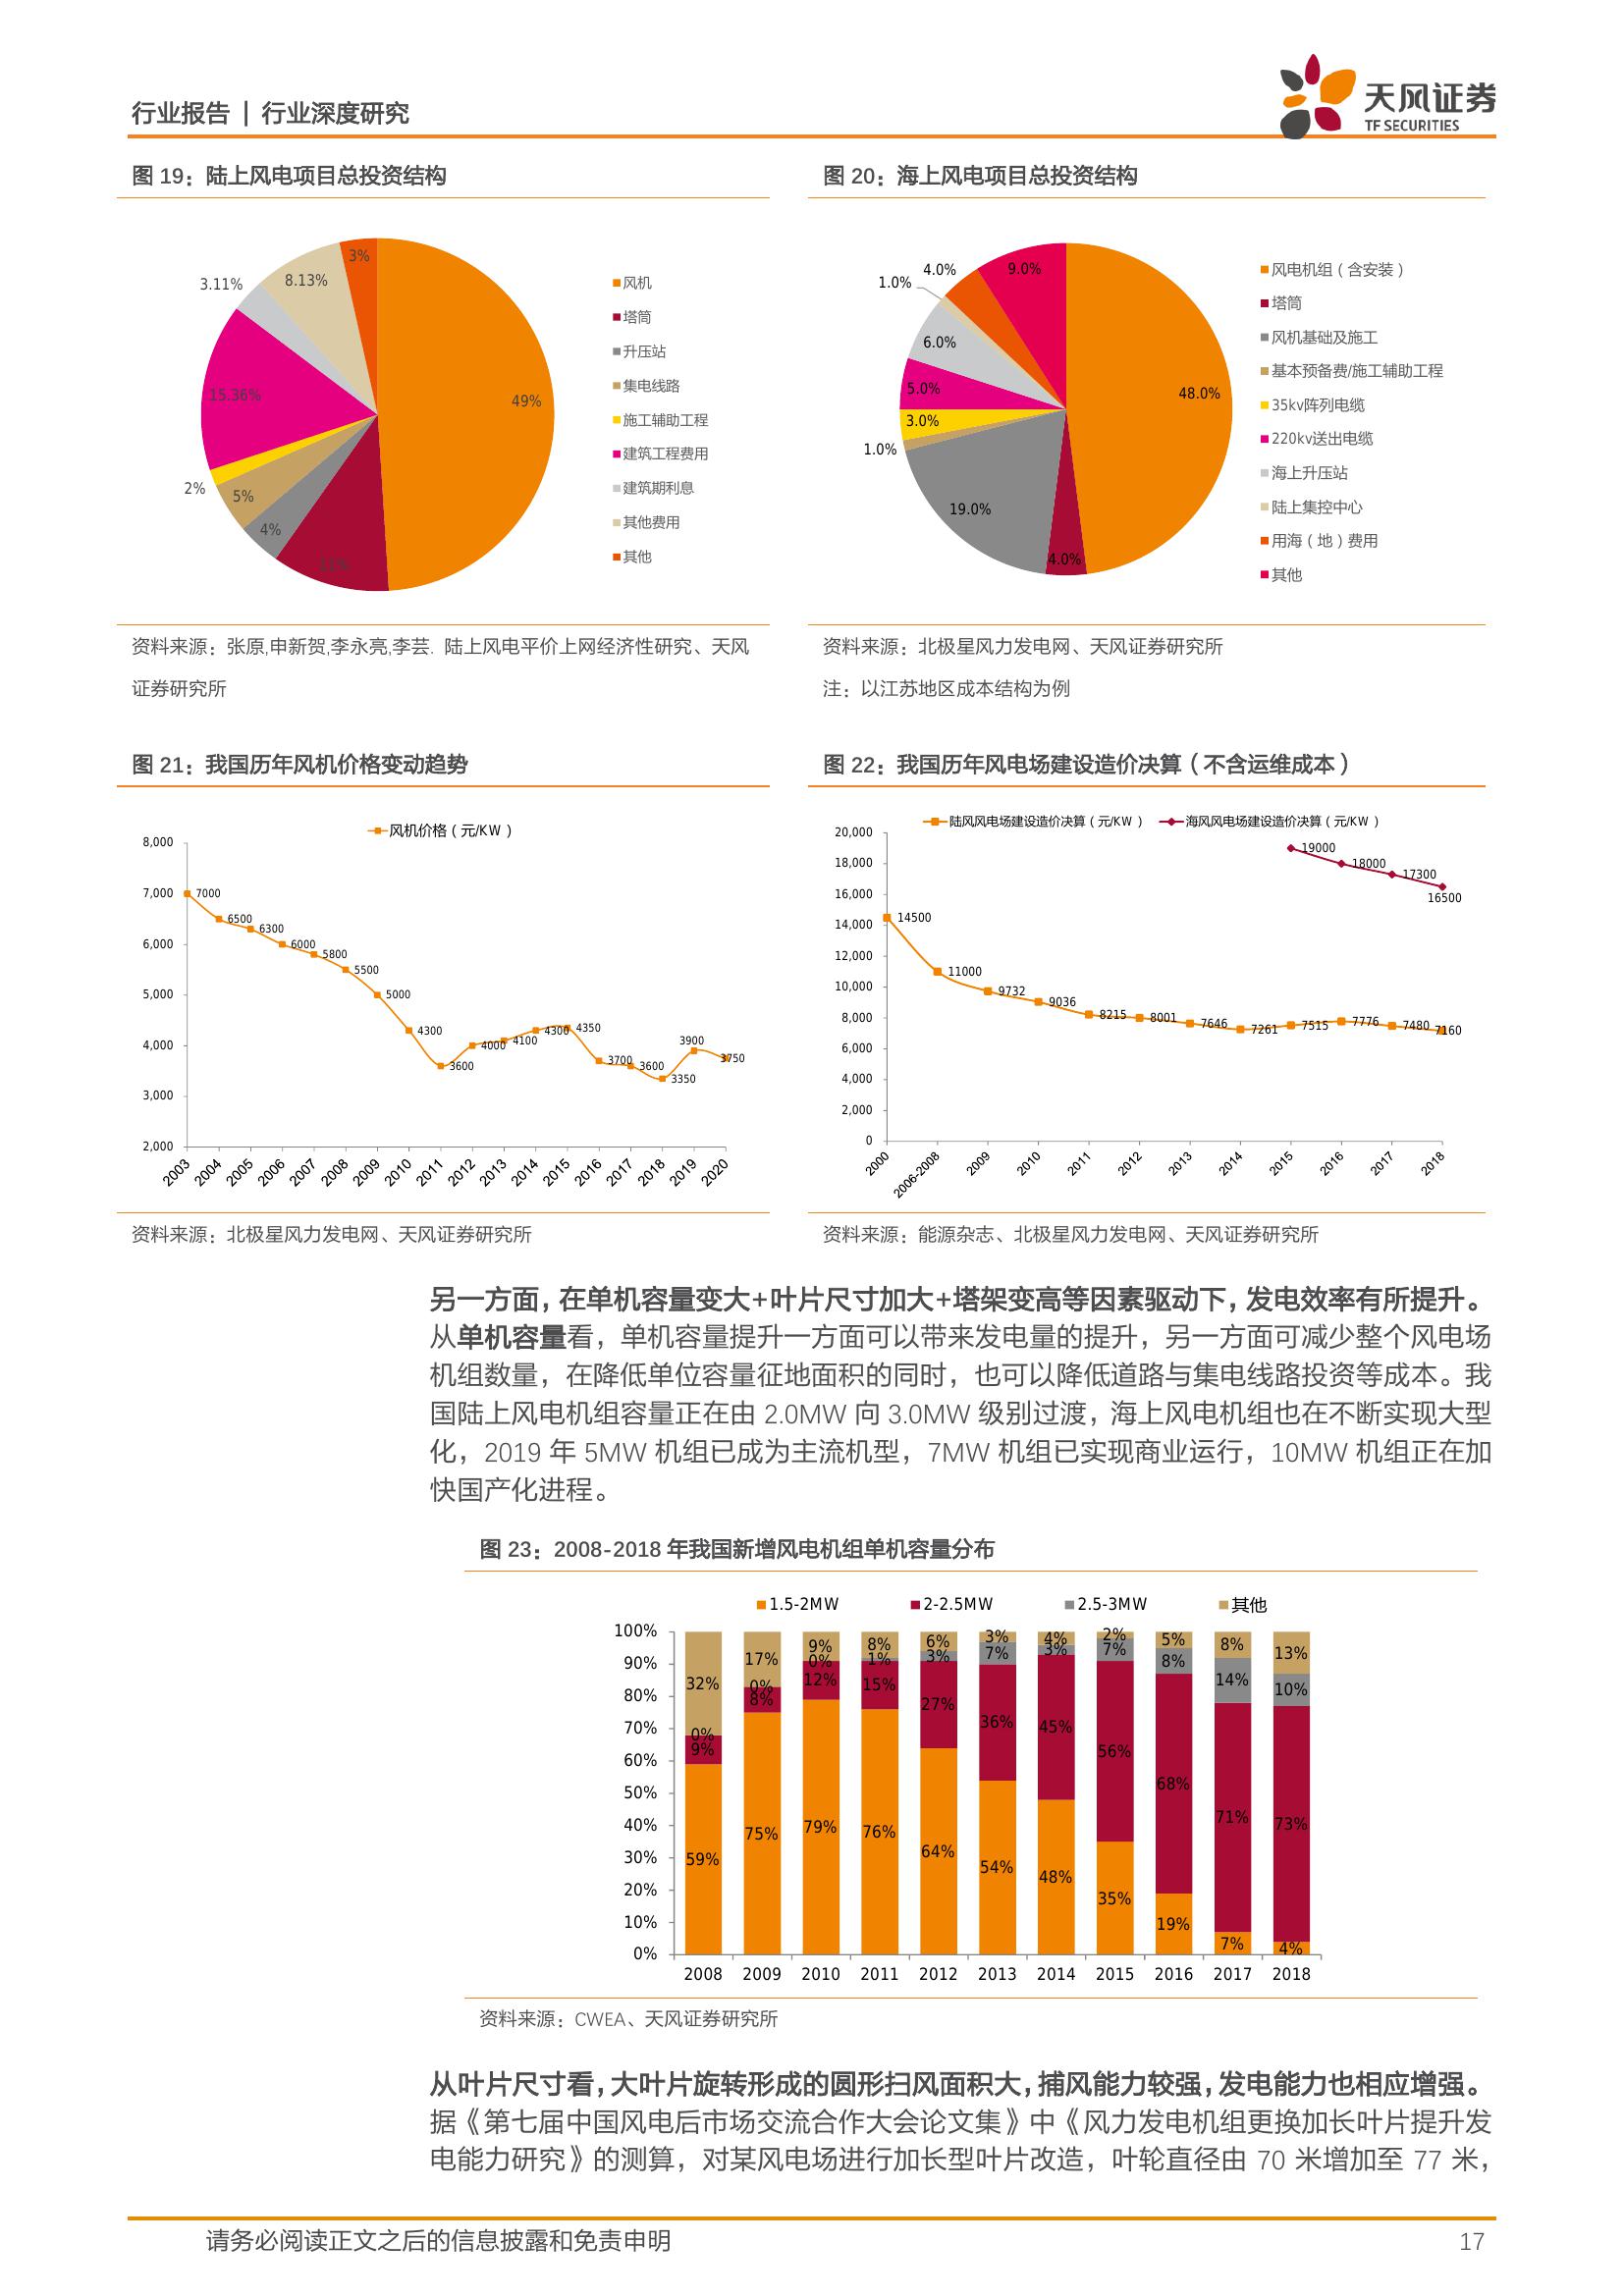 行业报告 | 行业深度研究
天风证券
TF SECURITIES
图 19：陆上风电项目总投资结构
3%
8.13%
3.11%
15.36%
49%
2%
5%
4%
11%
风机
塔筒
升压站
集电线路
施工辅助工程
建筑工程费用
建筑期利息
其他费用
其他
资料来源：张原,申新贺,李永亮,李芸. 陆上风电平价上网经济性研究、天风
证券研究所
图 20：海上风电项目总投资结构
9.0%
4.0%
1.0%
6.0%
5.0%
3.0%
1.0%
19.0%
4.0%
48.0%
风电机组（含安装）
塔筒
风机基础及施工
基本预备费/施工辅助工程
35kv阵列电缆
220kv送出电缆
海上升压站
陆上集控中心
用海（地）费用
其他
资料来源：北极星风力发电网、天风证券研究所
注：以江苏地区成本结构为例
图 21：我国历年风机价格变动趋势
风机价格（元/KW）
8,000
7,000
6,000
5,000
4,000
3,000
2,000
7000
6500
6300
6000
5800
5500
5000
4300
3600
4000
4100
4300
4350
3700
3600
3350
3900
3750
2003 2004 2005 2006 2007 2008 2009 2010 2011 2012 2013 2014 2015 2016 2017 2018 2019 2020
资料来源：北极星风力发电网、天风证券研究所
图 22：我国历年风电场建设造价决算（不含运维成本）
陆风风电场建设造价决算（元/KW） 海风风电场建设造价决算（元/KW）
20,000
18,000
16,000
14,000
12,000
10,000
8,000
6,000
4,000
2,000
0
19000
18000
17300
16500
14500
11000
9732
9036
8215
8001
7646
7261
7515
7776
7480
7160
2000 2006-2008 2009 2010 2011 2012 2013 2014 2015 2016 2017 2018
资料来源：能源杂志、北极星风力发电网、天风证券研究所
另一方面，在单机容量变大+叶片尺寸加大+塔架变高等因素驱动下，发电效率有所提升。
从单机容量看，单机容量提升一方面可以带来发电量的提升，另一方面可减少整个风电场
机组数量，在降低单位容量征地面积的同时，也可以降低道路与集电线路投资等成本。我
国陆上风电机组容量正在由 2.0MW 向 3.0MW 级别过渡，海上风电机组也在不断实现大型
化，2019 年 5MW 机组已成为主流机型，7MW 机组已实现商业运行，10MW 机组正在加
快国产化进程。
图 23：2008-2018 年我国新增风电机组单机容量分布
1.5-2MW 2-2.5MW 2.5-3MW 其他
100%
90%
80%
70%
60%
50%
40%
30%
20%
10%
0%
32% 17% 9% 8% 6% 3% 4% 2% 5% 8% 13%
0% 0% 0% 1% 3% 7% 3% 7% 8% 14% 10%
9% 8% 12% 15% 27% 36% 45% 56% 68% 71% 73%
59% 75% 79% 76% 64% 54% 48% 35% 19% 7% 4%
2008 2009 2010 2011 2012 2013 2014 2015 2016 2017 2018
资料来源：CWEA、天风证券研究所
从叶片尺寸看，大叶片旋转形成的圆形扫风面积大，捕风能力较强，发电能力也相应增强。
据《第七届中国风电后市场交流合作大会论文集》中《风力发电机组更换加长叶片提升发
电能力研究》的测算，对某风电场进行加长型叶片改造，叶轮直径由 70 米增加至 77 米，
请务必阅读正文之后的信息披露和免责申明
17